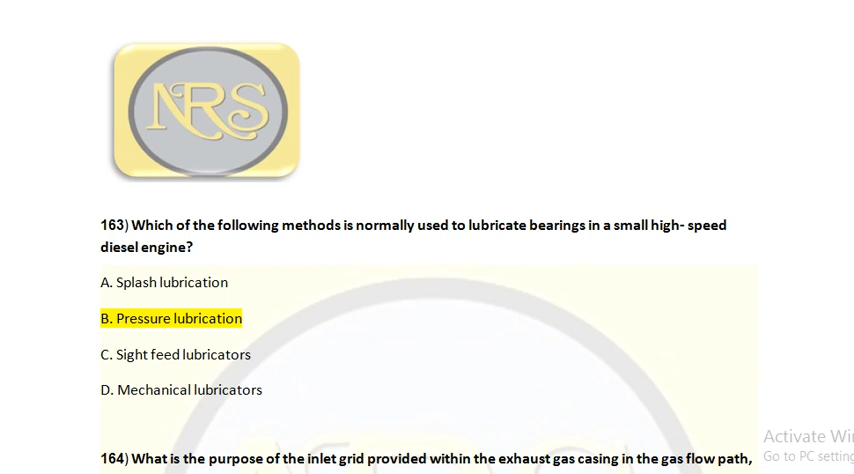 NRS
163) Which of the following methods is normally used to lubricate bearings in a small high- speed
diesel engine?
A. Splash lubrication
B. Pressure lubrication
C. Sight feed lubricators
D. Mechanical lubricators
164) What is the purpose of the inlet grid provided within the exhaust gas casing in the gas flow path,
Activate
Go to PC